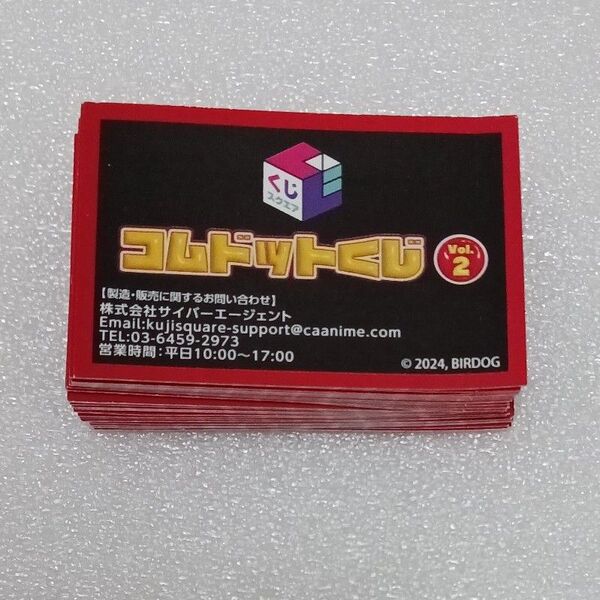 くじ
スクエア
コムドットくじ
Vol.
2
【製造・販売に関するお問い合わせ】
株式会社サイバーエージェント
Email:kujisquare-support@caanime.com
TEL:03-6459-2973
営業時間:平日10:00～17:00
© 2024, BIRDOG